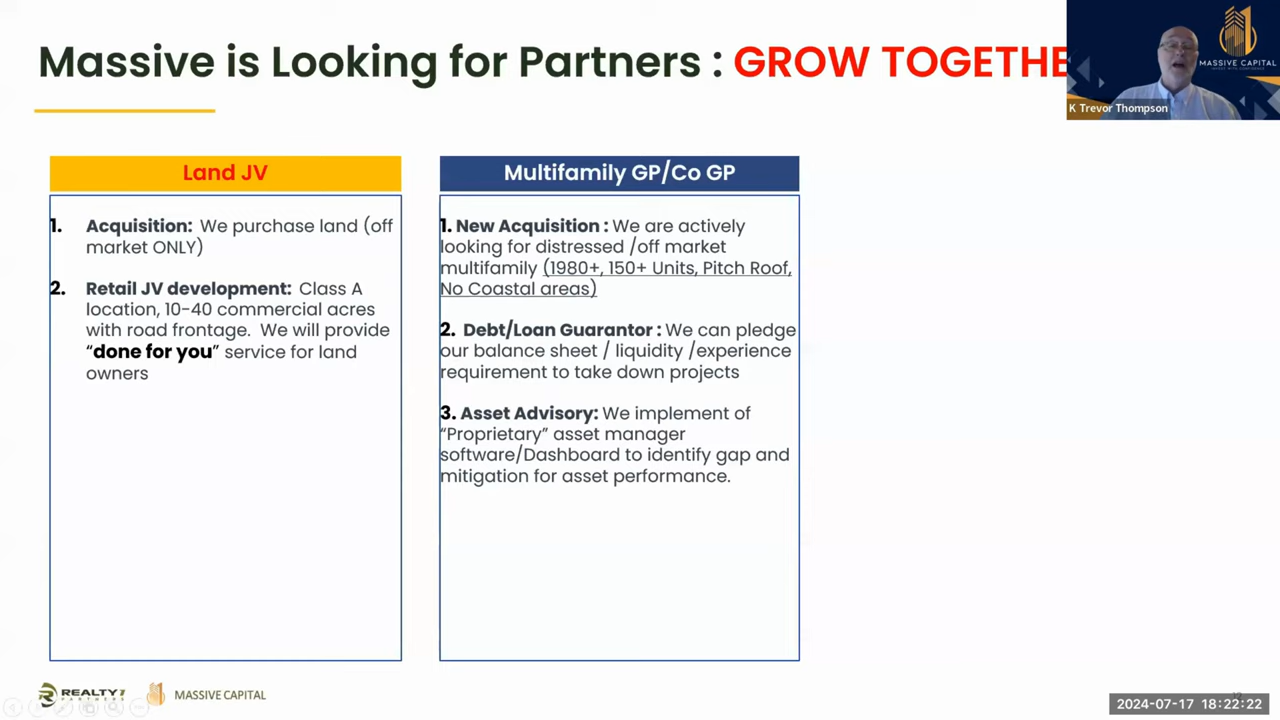 Massive is Looking for Partners : GROW TOGETHE
MASSIVE CAPITAL
K Trevor Thompson
Land JV
1. Acquisition: We purchase land (off
market ONLY)
2. Retail JV development: Class A
location, 10-40 commercial acres
with road frontage. We will provide
“done for you” service for land
owners
Multifamily GP/Co GP
1. New Acquisition : We are actively
looking for distressed /off market
multifamily (1980+, 150+ Units, Pitch Roof,
No Coastal areas)
2. Debt/Loan Guarantor : We can pledge
our balance sheet / liquidity /experience
requirement to take down projects
3. Asset Advisory: We implement of
“Proprietary” asset manager
software/Dashboard to identify gap and
mitigation for asset performance.
REALTY
PARTNERS
MASSIVE CAPITAL
2024-07-17 18:22:22